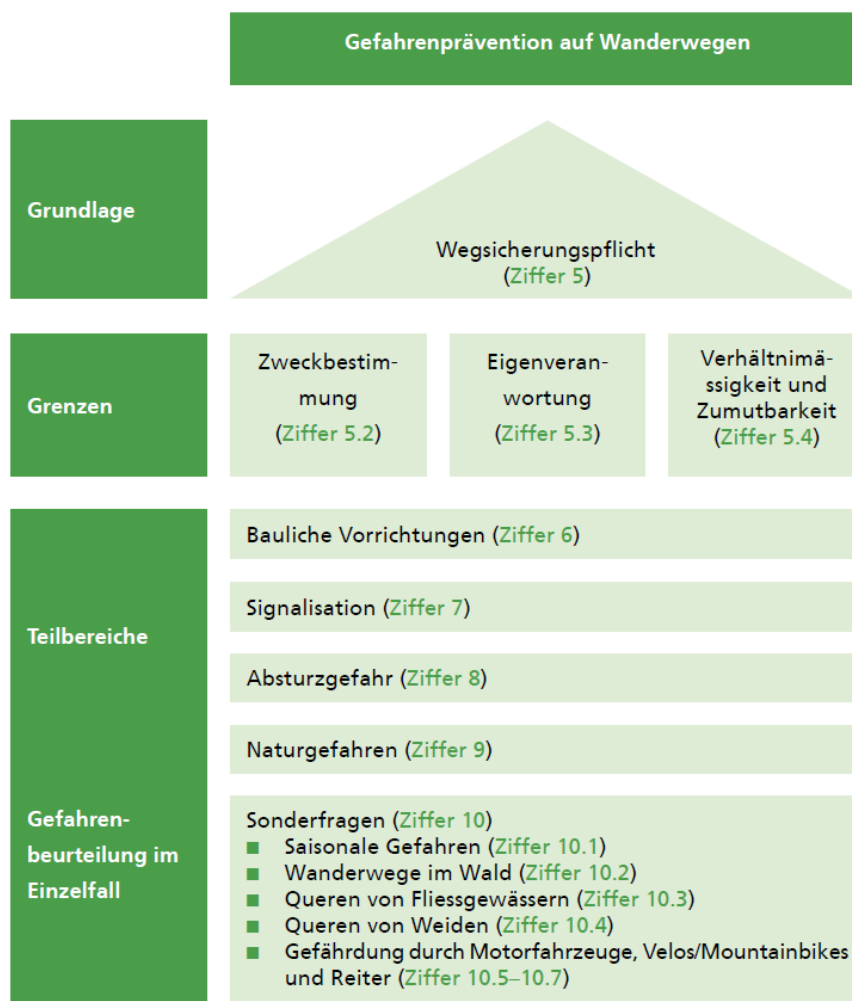 Gefahrenprävention auf Wanderwegen
Grundlage
Wegsicherungspflicht
(Ziffer 5)
Grenzen
Zweckbestim-
mung
(Ziffer 5.2)
Eigenveran-
wortung
(Ziffer 5.3)
Verhältnimä-
ssigkeit und
Zumutbarkeit
(Ziffer 5.4)
Teilbereiche
Bauliche Vorrichtungen (Ziffer 6)
Signalisation (Ziffer 7)
Absturzgefahr (Ziffer 8)
Naturgefahren (Ziffer 9)
Gefahren-
beurteilung im
Einzelfall
Sonderfragen (Ziffer 10)
■ Saisonale Gefahren (Ziffer 10.1)
■ Wanderwege im Wald (Ziffer 10.2)
■ Queren von Fliessgewässern (Ziffer 10.3)
■ Queren von Weiden (Ziffer 10.4)
■ Gefährdung durch Motorfahrzeuge, Velos/Mountainbikes
und Reiter (Ziffer 10.5–10.7)